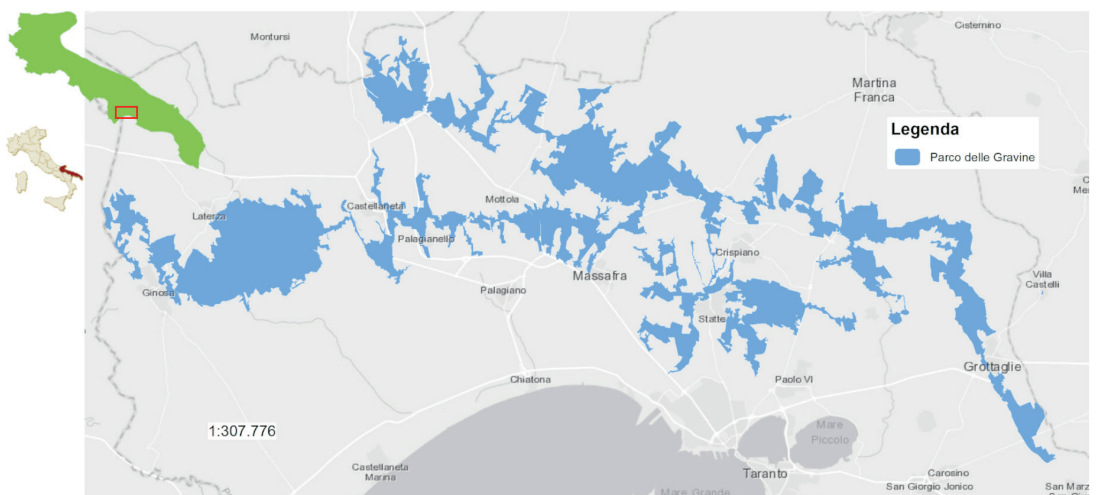 Montursi
Cisternino
Martina
Franca
Legenda
Parco delle Gravine
Laterza
Castellaneta
Mottola
Palagianello
Crispiano
Massafra
Villa
Castelli
Ginosa
Palagiano
Statte
Grottaglie
Chiatona
Paolo VI
1:307.776
Mare
Piccolo
Castellaneta
Marina
Taranto
Carosino
San Giorgio Jonico
Mare Grande